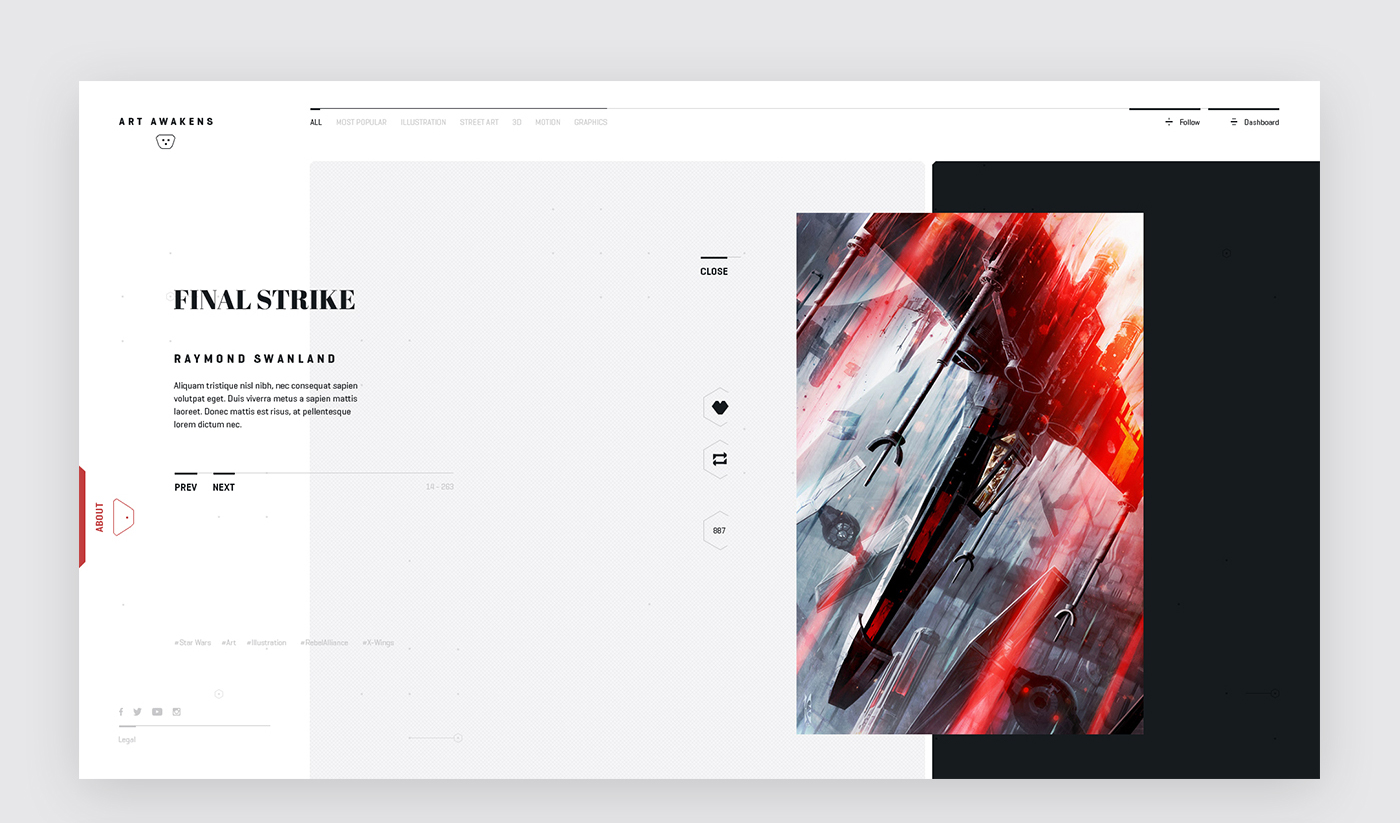 ART AWAKENS
ALL MOST POPULAR ILLUSTRATION STREET ART 3D MOTION GRAPHICS
Follow Dashboard
CLOSE
FINAL STRIKE
RAYMOND SWANLAND
Aliquam tristique nisl nibh, nec consequat sapien
volutpat eget. Duis viverra metus a sapien mattis
laoreet. Donec mattis est risus, at pellentesque
lorem dictum nec.
PREV NEXT 14 - 283
ABOUT
887
#Star Wars #Art #Illustration #RebelAlliance #X-Wings
Legal